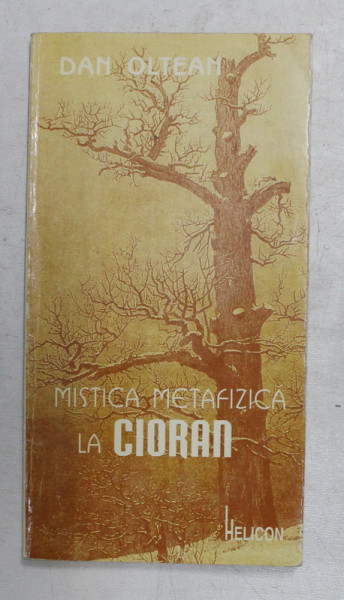 DAN OLTEAN
MISTICA METAFIZICĂ
LA CIORAN
HELICON